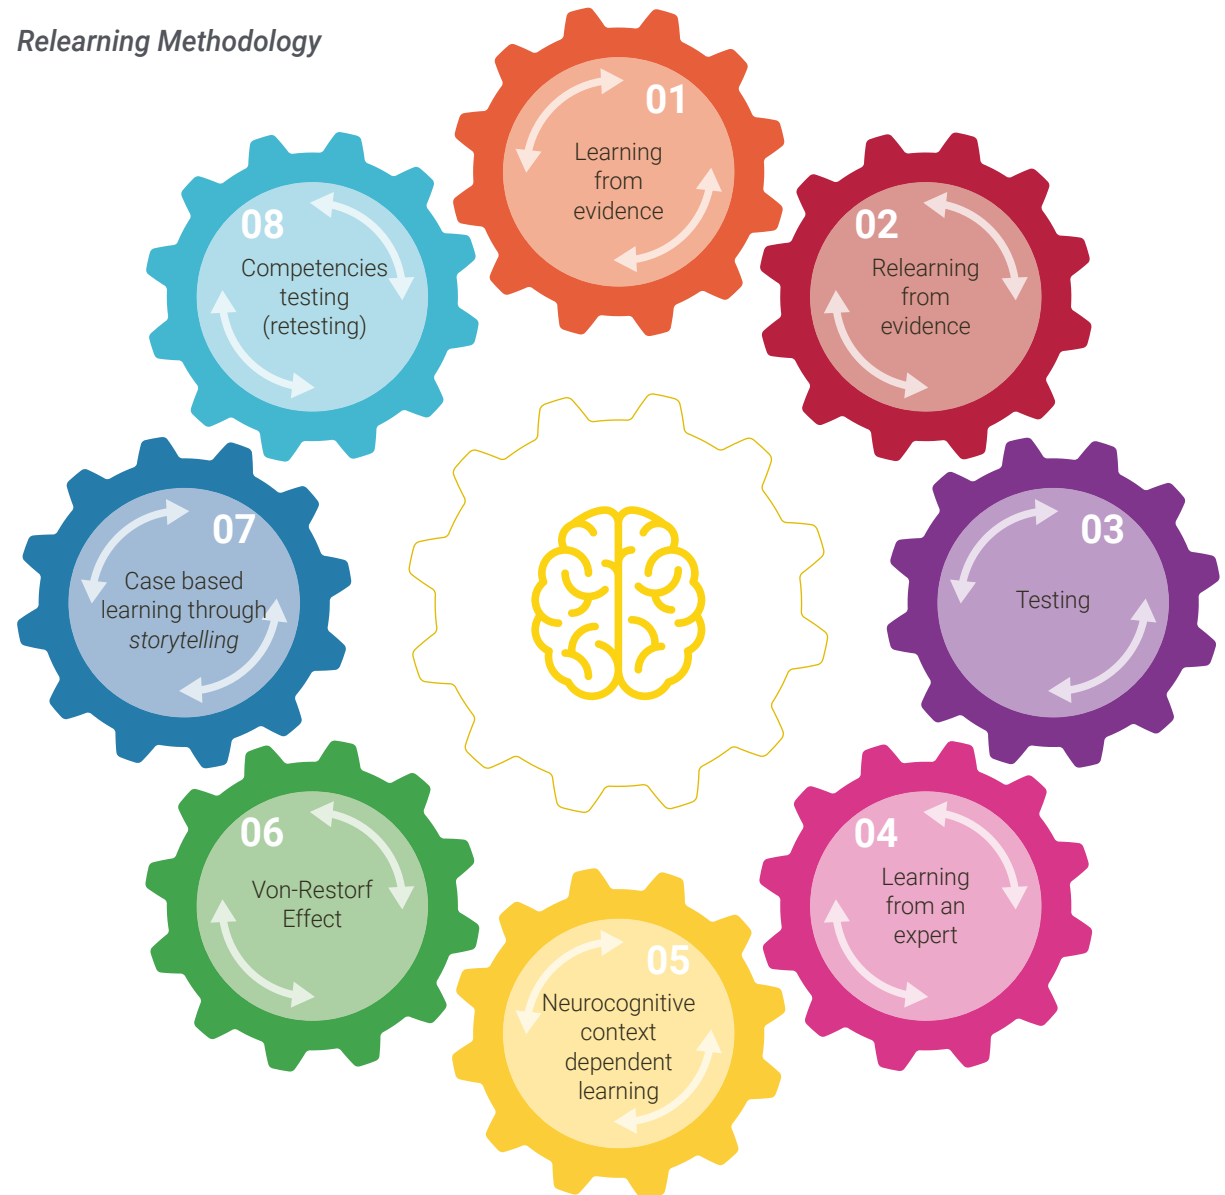 Relearning Methodology
01
Learning
from
evidence
02
Relearning
from
evidence
03
Testing
04
Learning
from an
expert
05
Neurocognitive
context
dependent
learning
06
Von-Restorf
Effect
07
Case based
learning through
storytelling
08
Competencies
testing
(retesting)